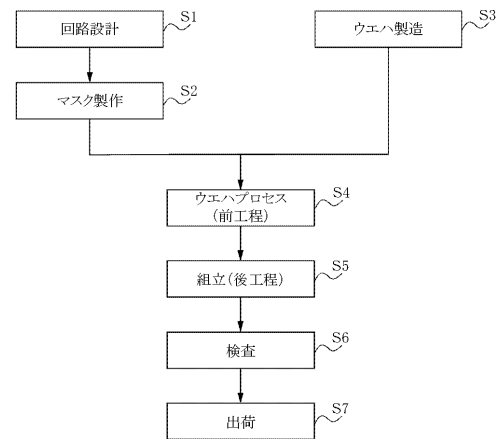 回路設計
S1
ウエハ製造
S3
マスク製作
S2
ウエハプロセス
(前工程)
S4
組立(後工程)
S5
検査
S6
出荷
S7